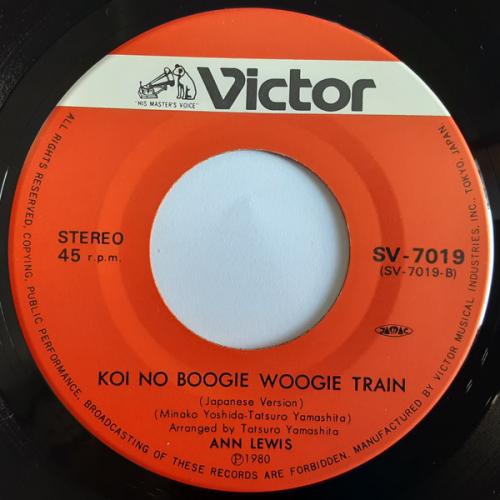 "HIS MASTER'S VOICE"
Victor
STEREO
45 r.p.m.
SV-7019
(SV-7019-B)
JASRAC
KOI NO BOOGIE WOOGIE TRAIN
(Japanese Version)
(Minako Yoshida-Tatsuro Yamashita)
Arranged by Tatsuro Yamashita
ANN LEWIS
Ⓟ1980
ALL RIGHTS RESERVED. COPYING, PUBLIC PERFORMANCE, BROADCASTING OF THESE RECORDS ARE FORBIDDEN. MANUFACTURED BY VICTOR MUSICAL INDUSTRIES, INC., TOKYO, JAPAN